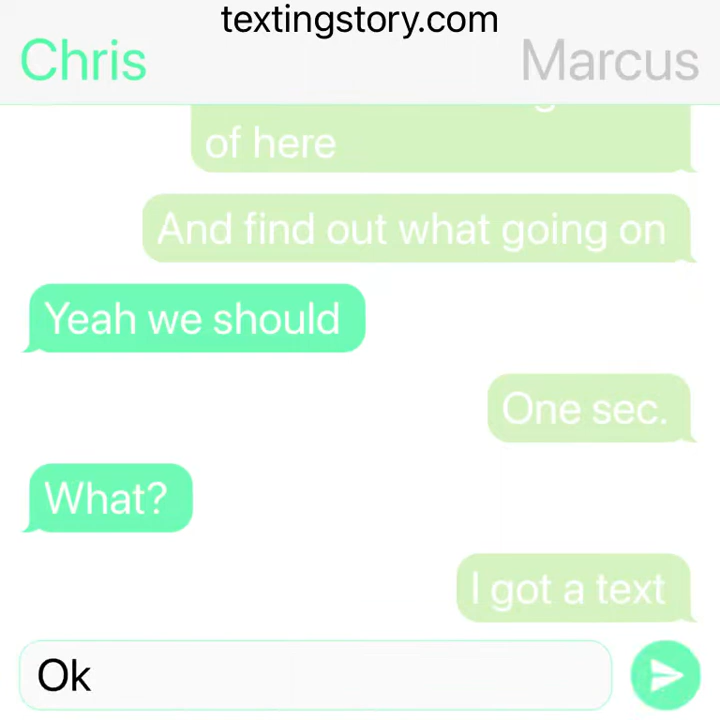 textingstory.com
Chris
Marcus
of here
And find out what going on
Yeah we should
One sec.
What?
I got a text
Ok